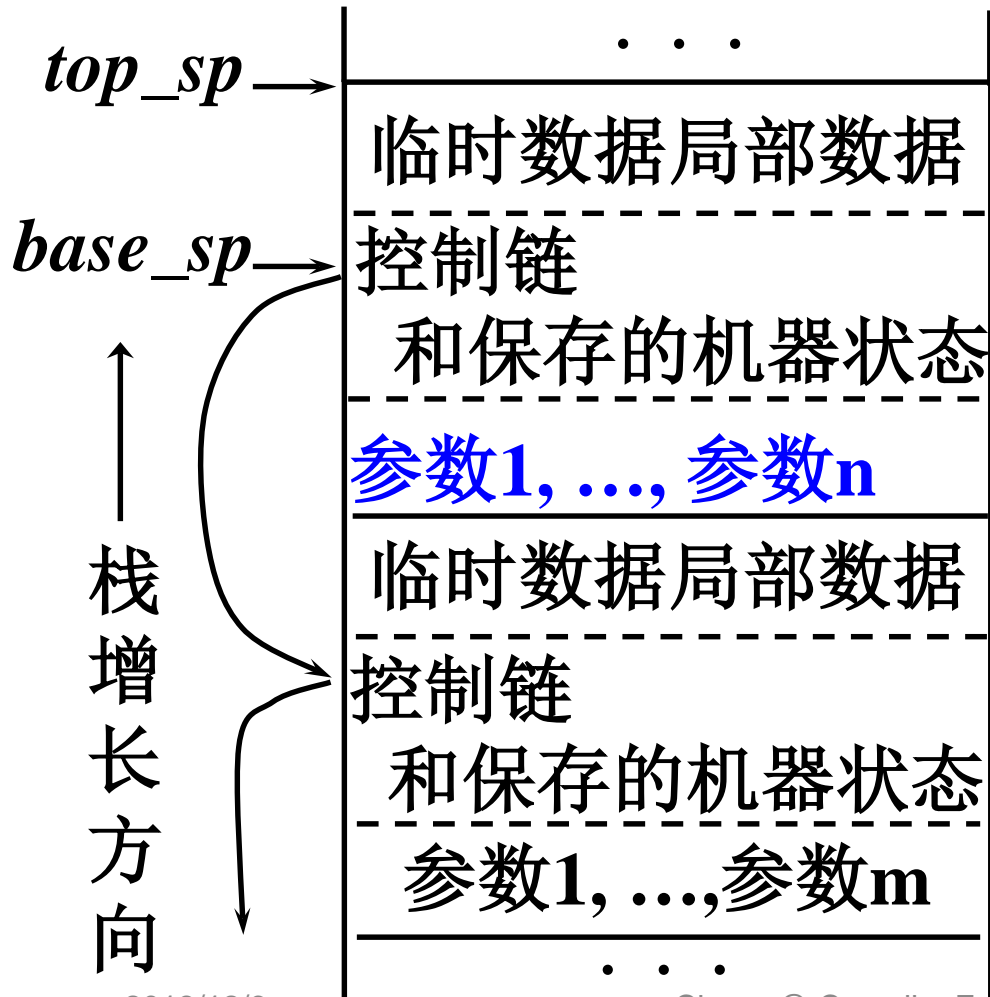 . . .
top_sp
临时数据局部数据
base_sp
控制链
和保存的机器状态
参数1, …, 参数n
临时数据局部数据
控制链
和保存的机器状态
参数1, …,参数m
. . .
栈增长方向